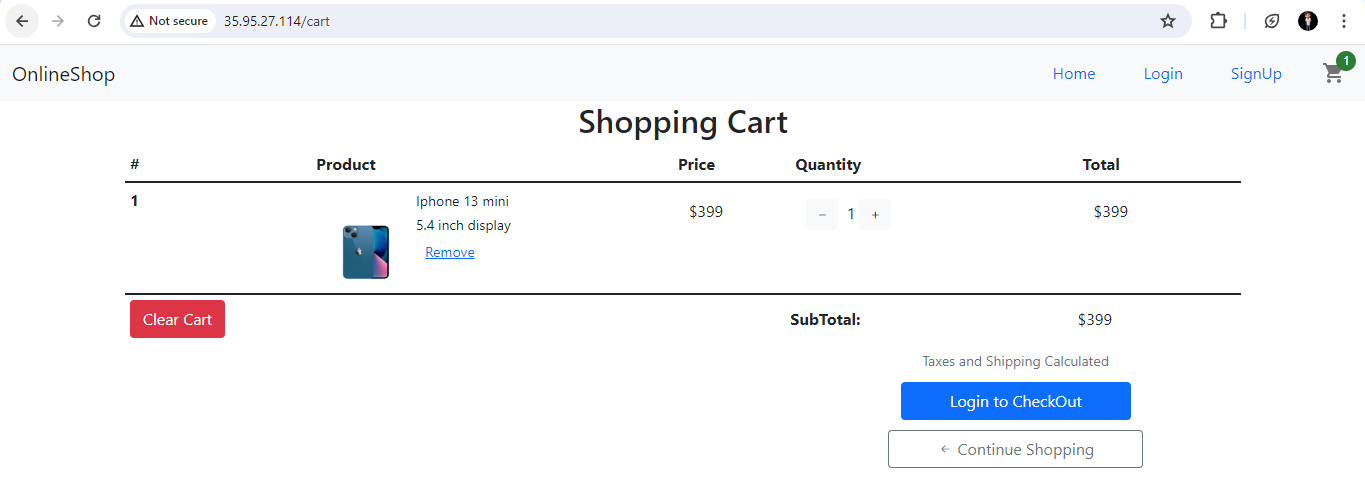 Not secure 35.95.27.114/cart
OnlineShop Home Login SignUp 1
Shopping Cart
# Product Price Quantity Total
1 Iphone 13 mini $399 − 1 + $399
5.4 inch display
Remove
Clear Cart SubTotal: $399
Taxes and Shipping Calculated
Login to CheckOut
← Continue Shopping